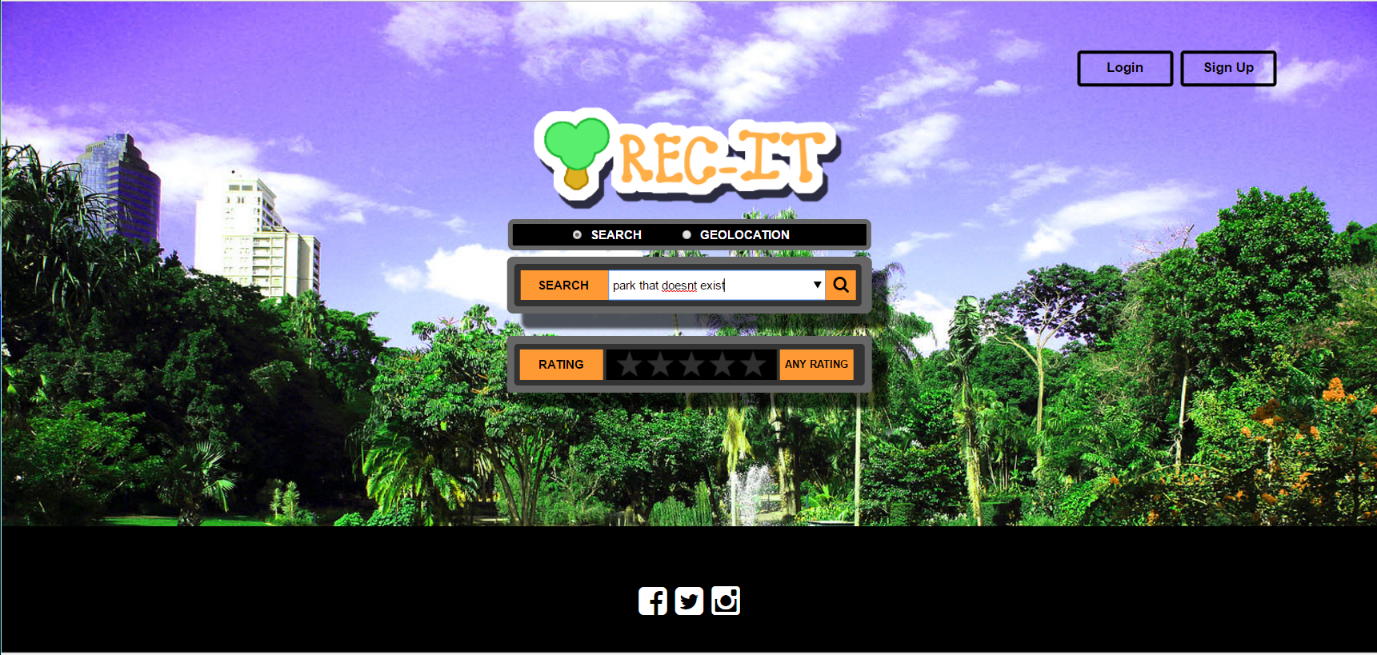 Login Sign Up
REC-IT
SEARCH GEOLOCATION
SEARCH park that doesnt exist
RATING ANY RATING